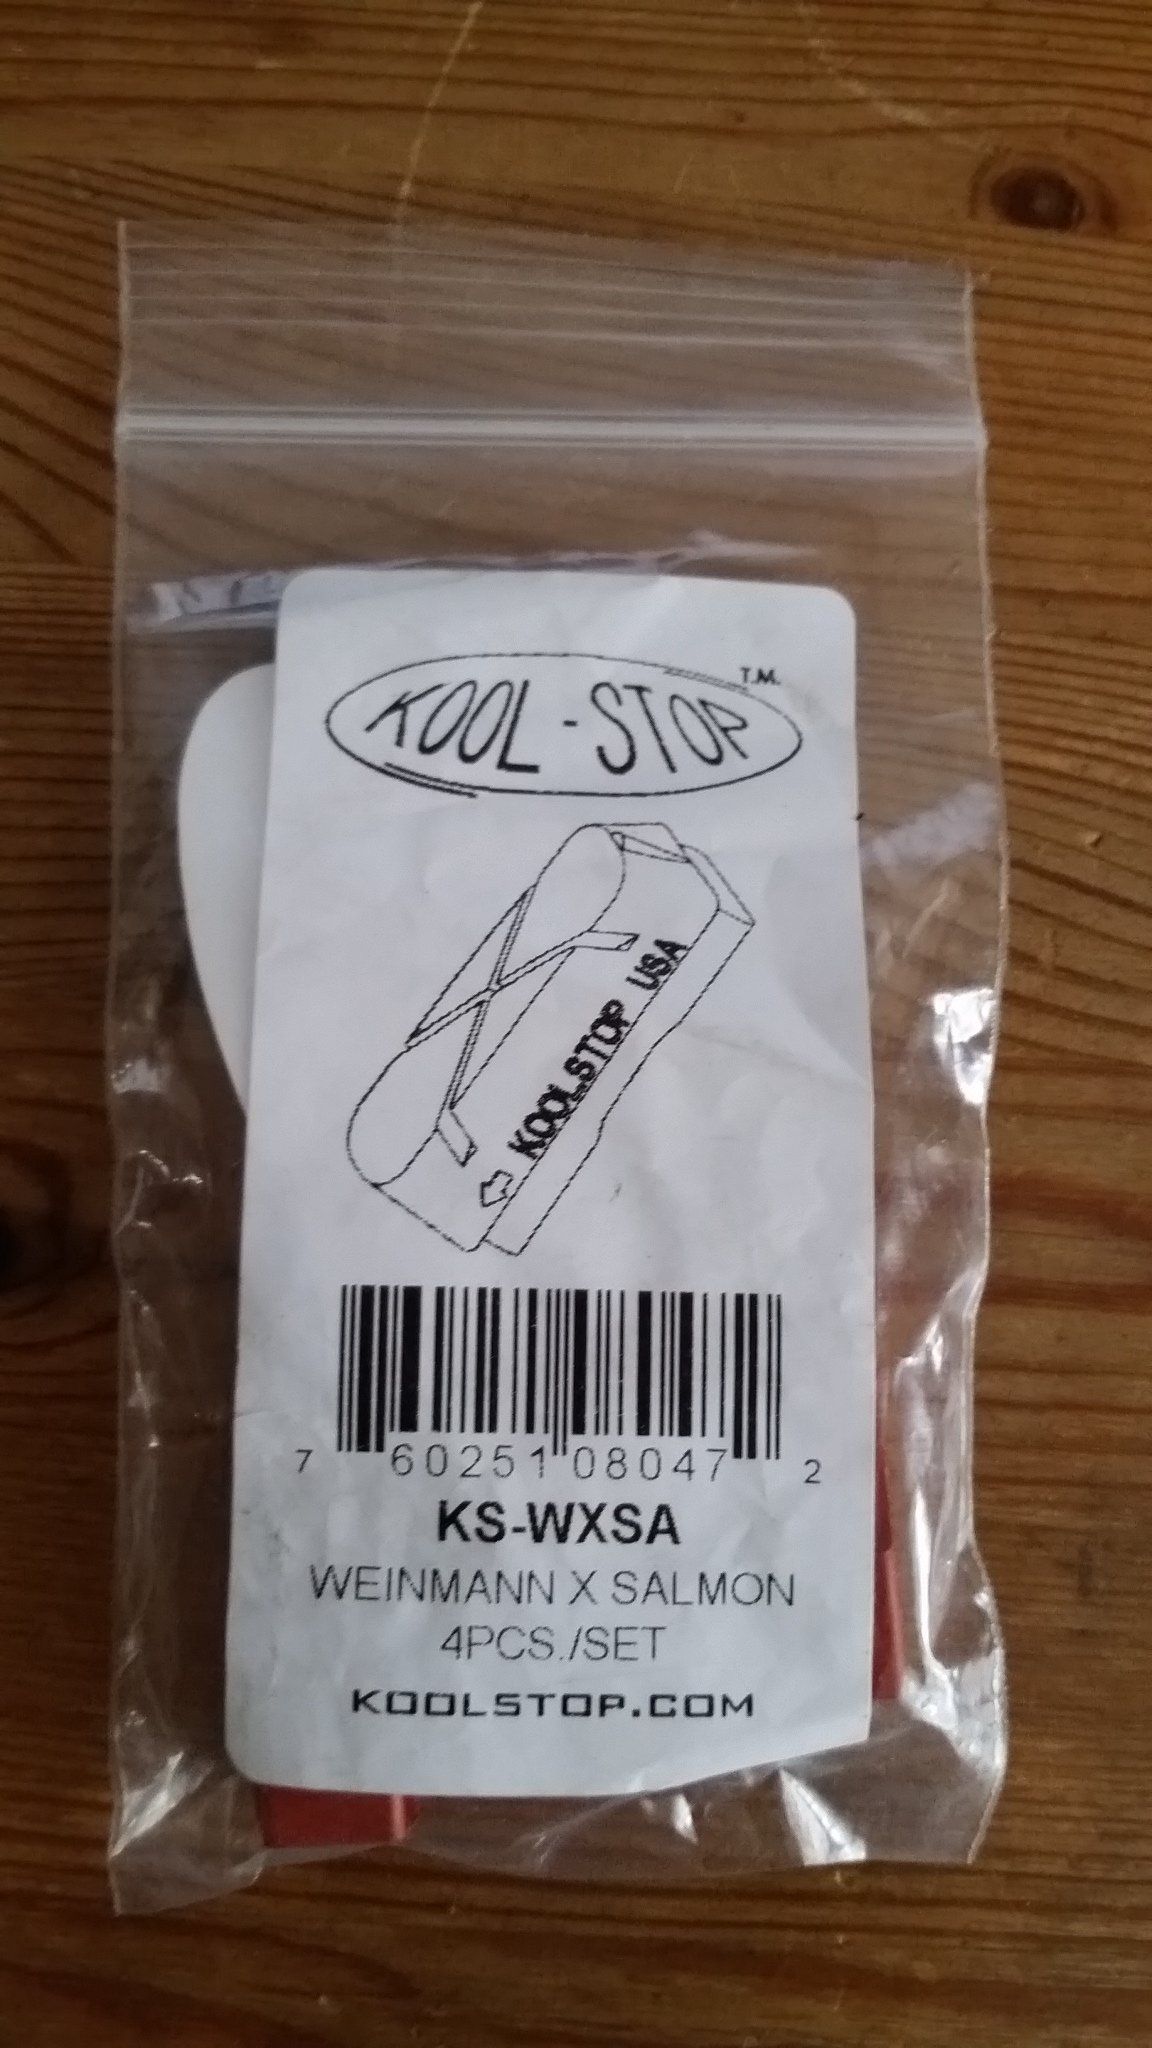 KOOL-STOP T.M.
KOOLSTOP USA
7 60251 08047 2
KS-WXSA
WEINMANN X SALMON
4PCS./SET
KOOLSTOP.COM